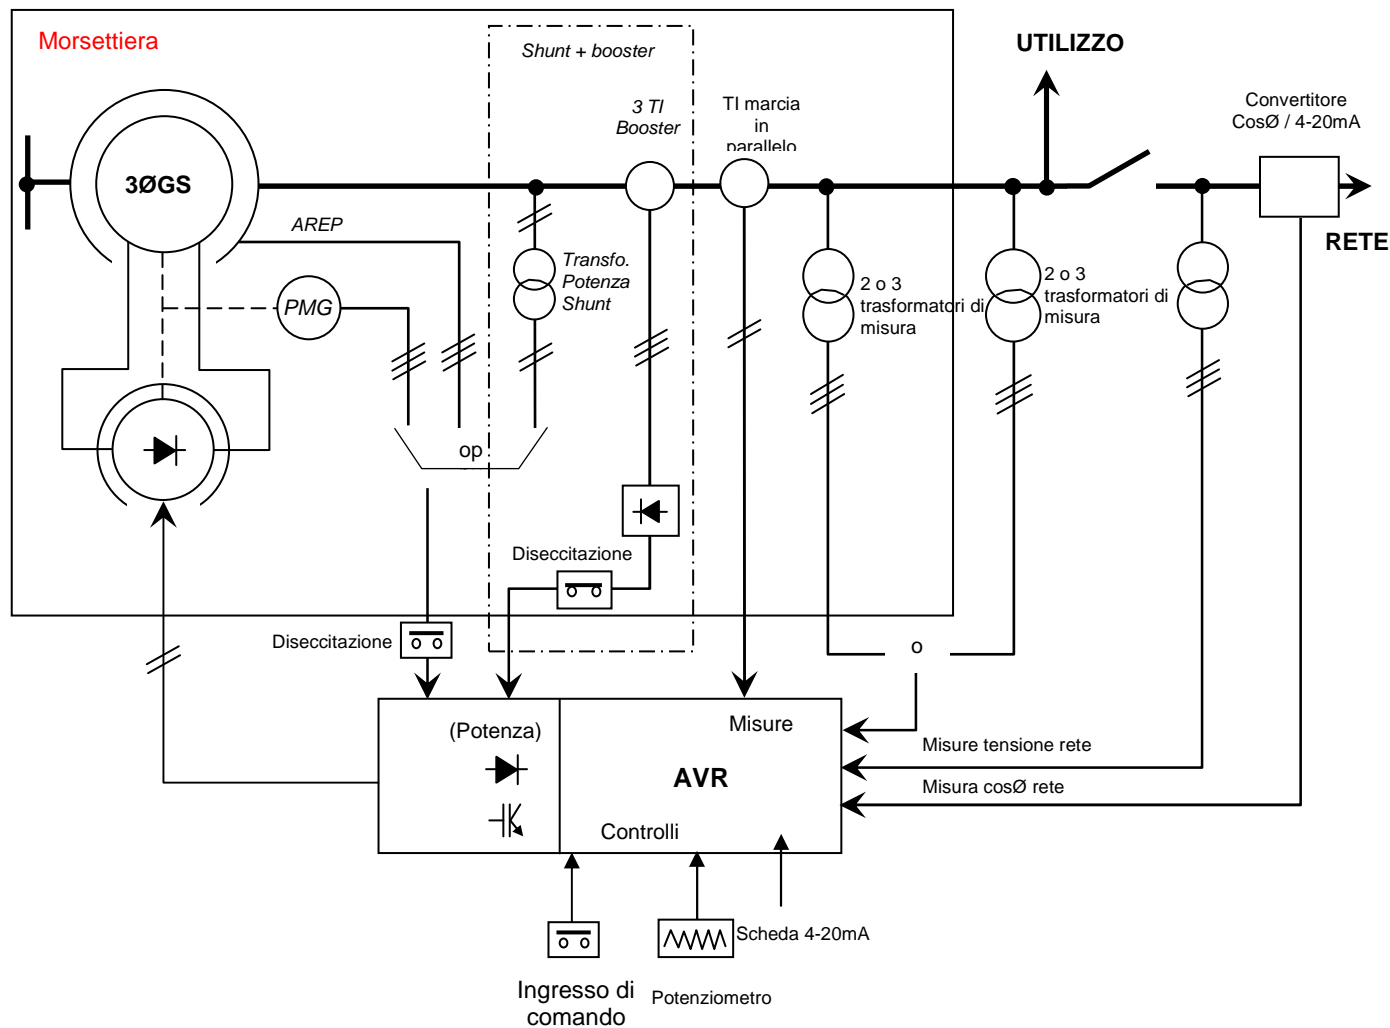 Morsettiera
Shunt + booster
UTILIZZO
3 TI
Booster
TI marcia
in
parallelo
Convertitore
CosØ / 4-20mA
3ØGS
RETE
AREP
Transfo.
Potenza
Shunt
2 o 3
trasformatori di
misura
2 o 3
trasformatori di
misura
PMG
op
Diseccitazione
Diseccitazione
o
(Potenza)
Misure
AVR
Controlli
Misure tensione rete
Misura cosØ rete
Scheda 4-20mA
Ingresso di
comando
Potenziometro